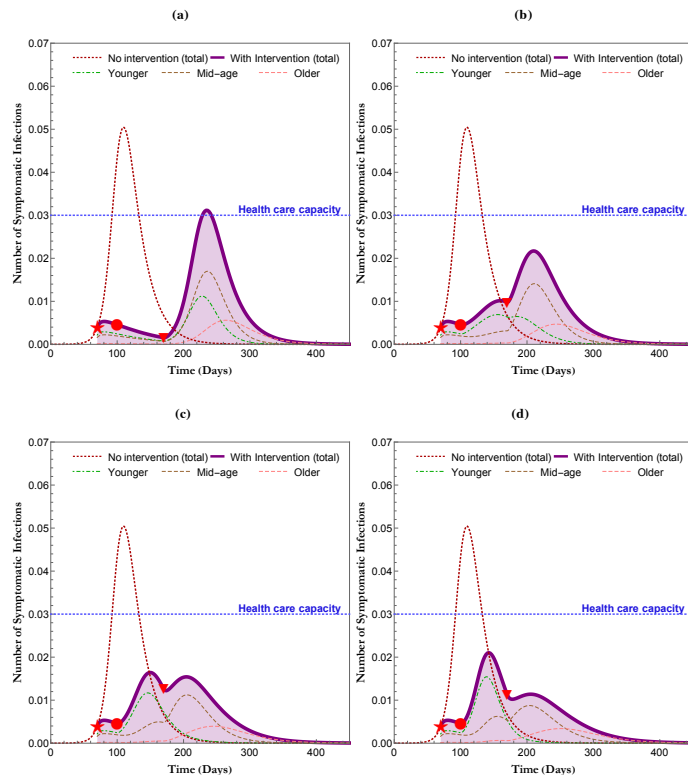 (a)
0.07
0.06
0.05
0.04
0.03
0.02
0.01
0.00
Number of Symptomatic Infections
No intervention (total) With Intervention (total)
Younger Mid-age Older
Health care capacity
0 100 200 300 400
Time (Days)
(b)
0.07
0.06
0.05
0.04
0.03
0.02
0.01
0.00
Number of Symptomatic Infections
No intervention (total) With Intervention (total)
Younger Mid-age Older
Health care capacity
0 100 200 300 400
Time (Days)
(c)
0.07
0.06
0.05
0.04
0.03
0.02
0.01
0.00
Number of Symptomatic Infections
No intervention (total) With Intervention (total)
Younger Mid-age Older
Health care capacity
0 100 200 300 400
Time (Days)
(d)
0.07
0.06
0.05
0.04
0.03
0.02
0.01
0.00
Number of Symptomatic Infections
No intervention (total) With Intervention (total)
Younger Mid-age Older
Health care capacity
0 100 200 300 400
Time (Days)